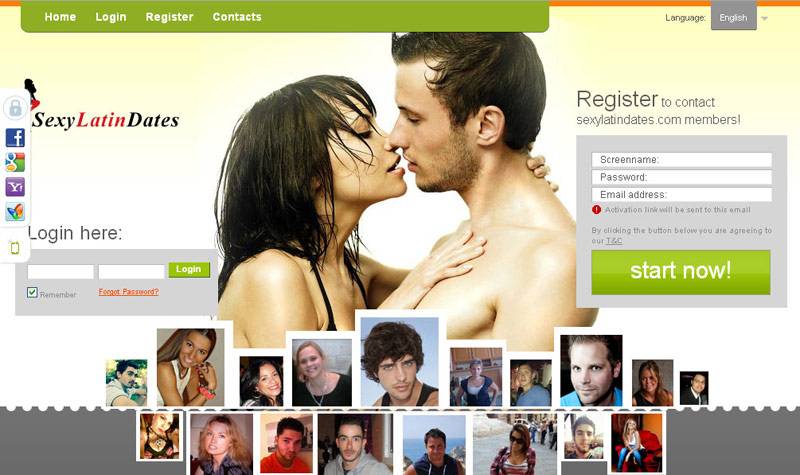 Home Login Register Contacts
Language: English
SexyLatinDates
Register to contact
sexylatindates.com members!
Screenname:
Password:
Email address:
! Activation link will be sent to this email
By clicking the button below you are agreeing to
our T&C
start now!
Login here:
Login
Remember
Forgot Password?